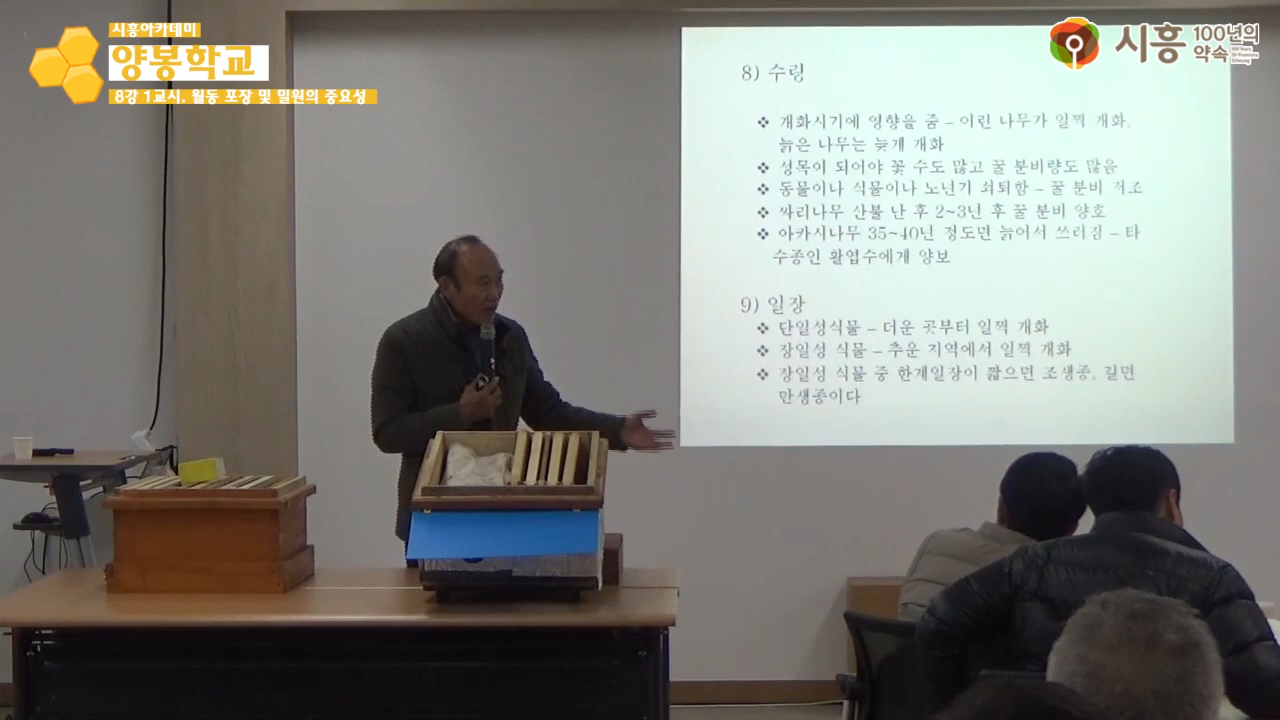 시흥아카데미
양봉학교
8강 1교시. 월동 포장 및 밀원의 중요성
시흥 100년의 약속
8) 수령
❖ 개화시기에 영향을 줌 – 어린 나무가 일찍 개화,
늙은 나무는 늦게 개화
❖ 성목이 되어야 꽃 수도 많고 꿀 분비량도 많음
❖ 동물이나 식물이나 노년기 쇠퇴함 – 꿀 분비 저조
❖ 싸리나무 산불 난 후 2~3년 후 꿀 분비 양호
❖ 아카시나무 35~40년 정도면 늙어서 쓰러짐 – 타
수종인 활엽수에게 양보
9) 일장
❖ 단일성식물 – 더운 곳부터 일찍 개화
❖ 장일성 식물 – 추운 지역에서 일찍 개화
❖ 장일성 식물 중 한계일장이 짧으면 조생종, 길면
만생종이다